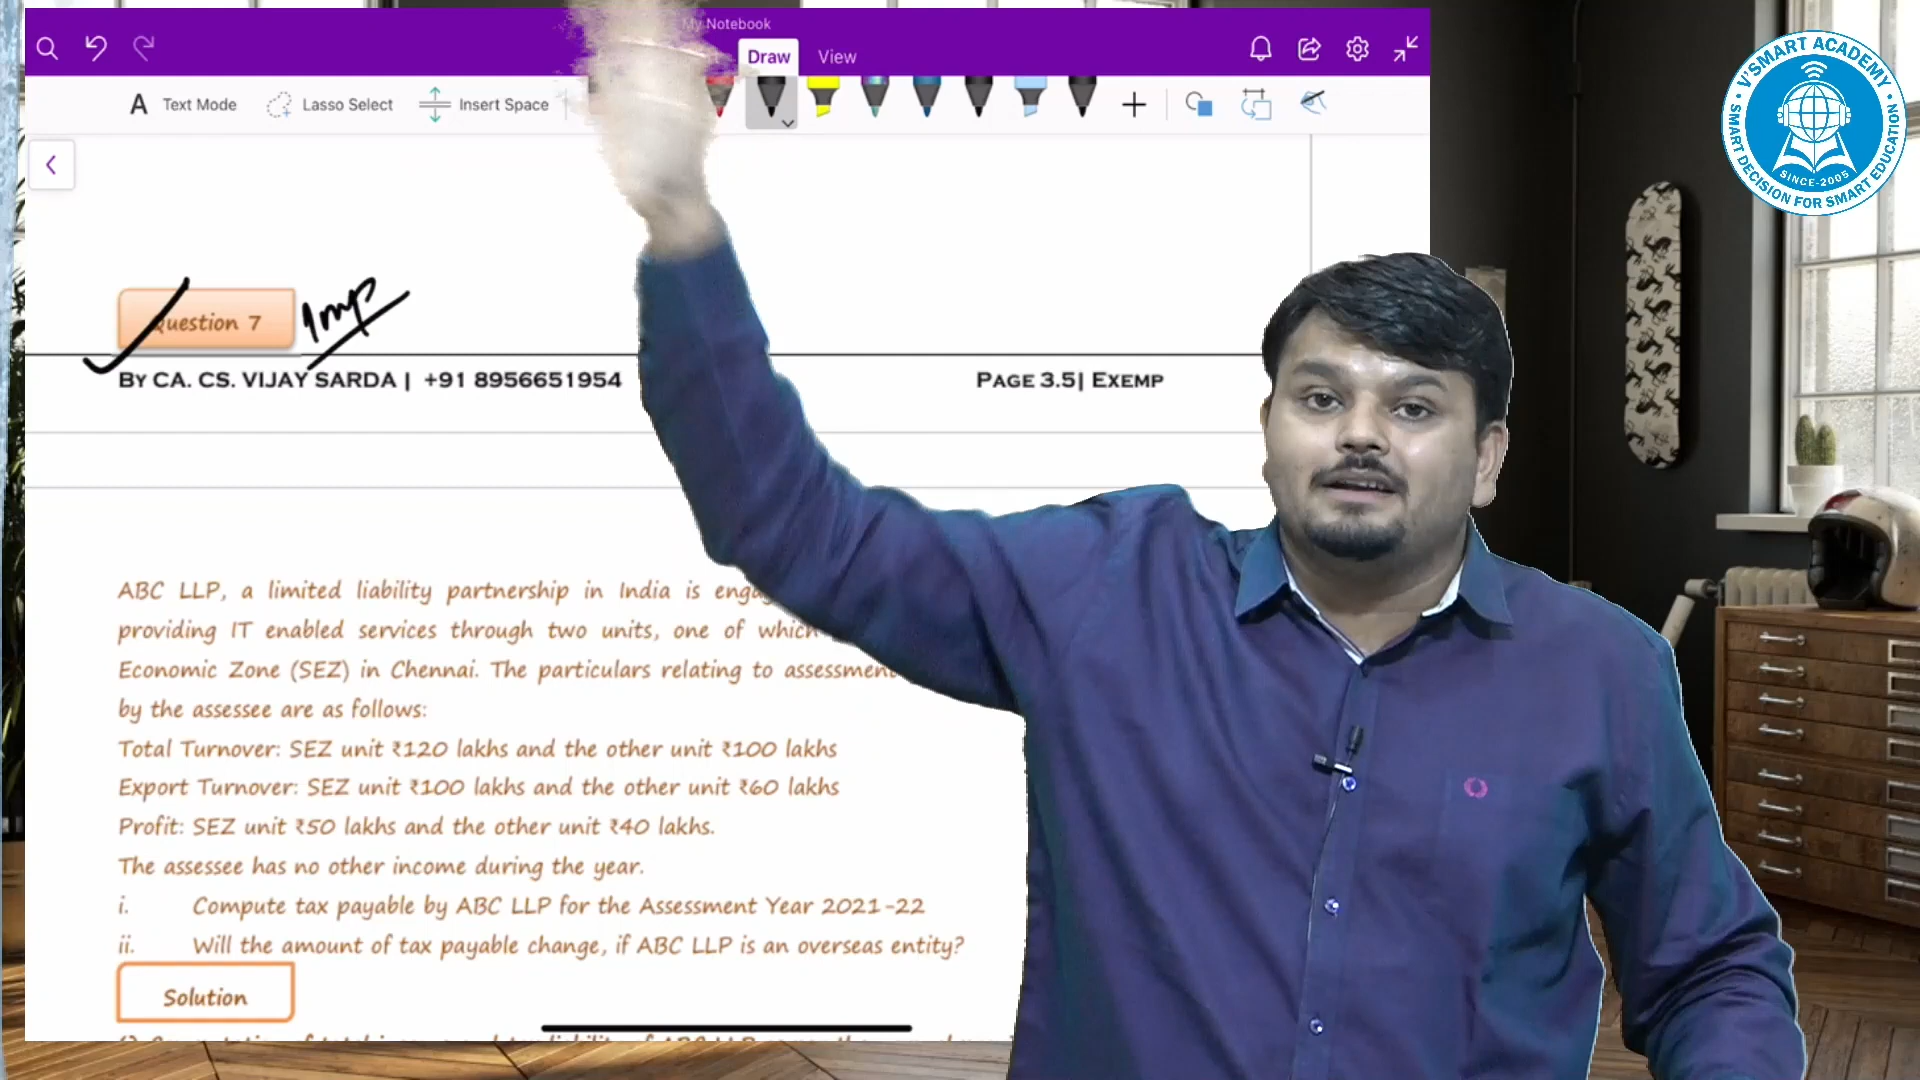 My Notebook
Draw View
A Text Mode Lasso Select Insert Space
V'SMART ACADEMY
SINCE-2005
SMART DECISION FOR SMART EDUCATION
Question 7 Imp
BY CA. CS. VIJAY SARDA | +91 8956651954 PAGE 3.5| EXEMP
ABC LLP, a limited liability partnership in India is
providing IT enabled services through two units, one of which
Economic Zone (SEZ) in Chennai. The particulars relating to assessment
by the assessee are as follows:
Total Turnover: SEZ unit ₹120 lakhs and the other unit ₹100 lakhs
Export Turnover: SEZ unit ₹100 lakhs and the other unit ₹60 lakhs
Profit: SEZ unit ₹50 lakhs and the other unit ₹40 lakhs.
The assessee has no other income during the year.
i. Compute tax payable by ABC LLP for the Assessment Year 2021-22
ii. Will the amount of tax payable change, if ABC LLP is an overseas entity?
Solution